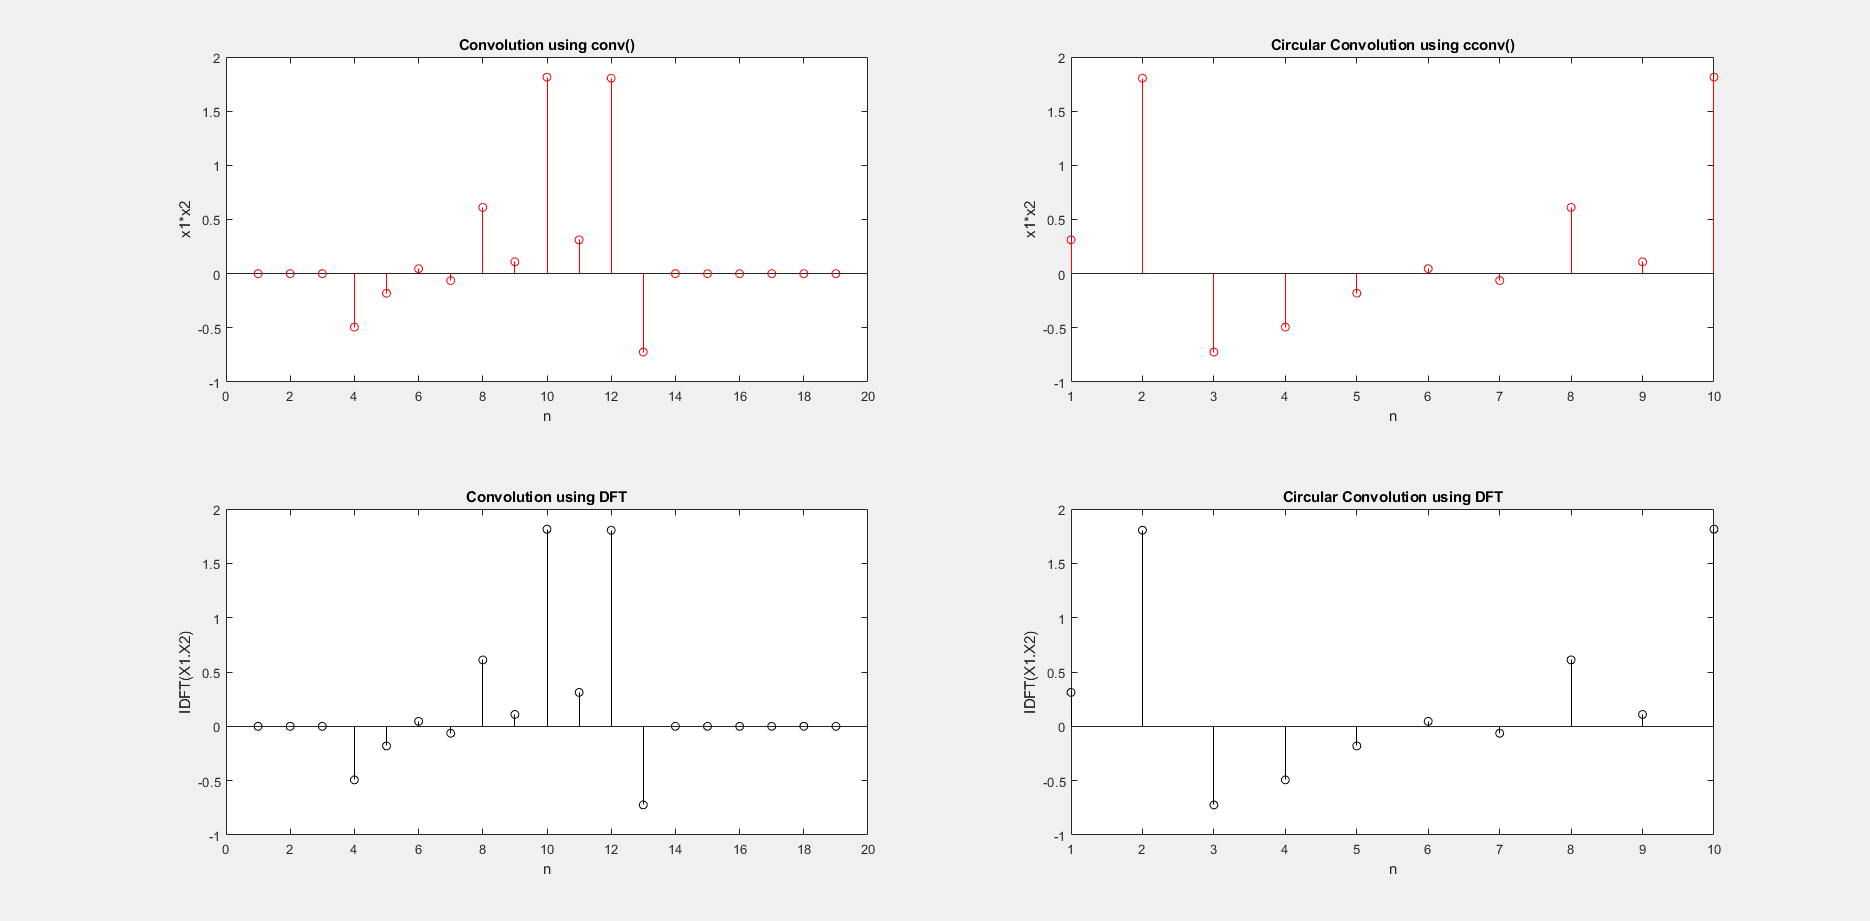 Convolution using conv()
x1*x2
2
1.5
1
0.5
0
-0.5
-1
0 2 4 6 8 10 12 14 16 18 20
n
Circular Convolution using cconv()
x1*x2
2
1.5
1
0.5
0
-0.5
-1
1 2 3 4 5 6 7 8 9 10
n
Convolution using DFT
IDFT(X1.X2)
2
1.5
1
0.5
0
-0.5
-1
0 2 4 6 8 10 12 14 16 18 20
n
Circular Convolution using DFT
IDFT(X1.X2)
2
1.5
1
0.5
0
-0.5
-1
1 2 3 4 5 6 7 8 9 10
n